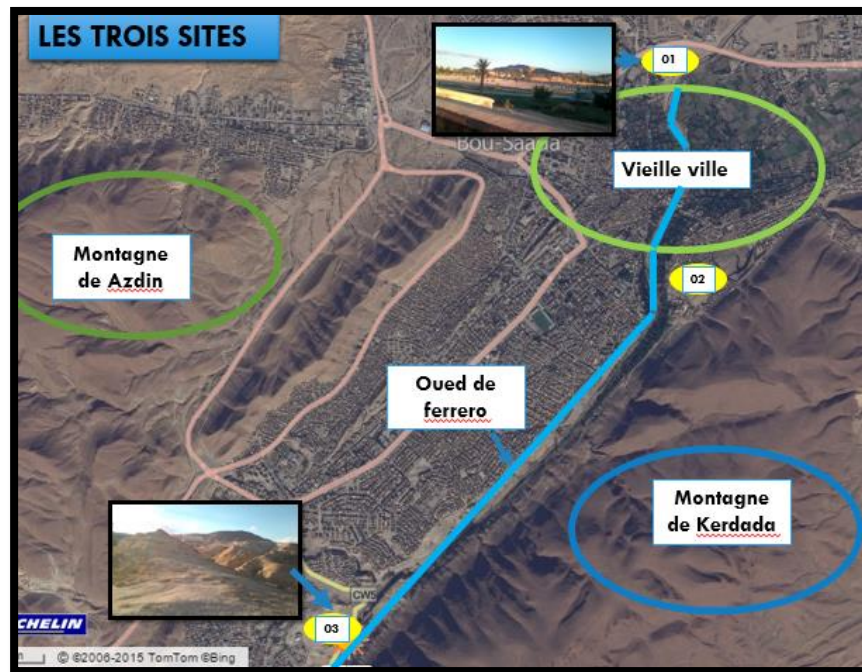 LES TROIS SITES
01
Bou-Saada
Vieille ville
Montagne
de Azdin
02
Oued de
ferrero
Montagne
de Kerdada
CW5
03
CHELIN
© ©2006-2015 TomTom ©Bing